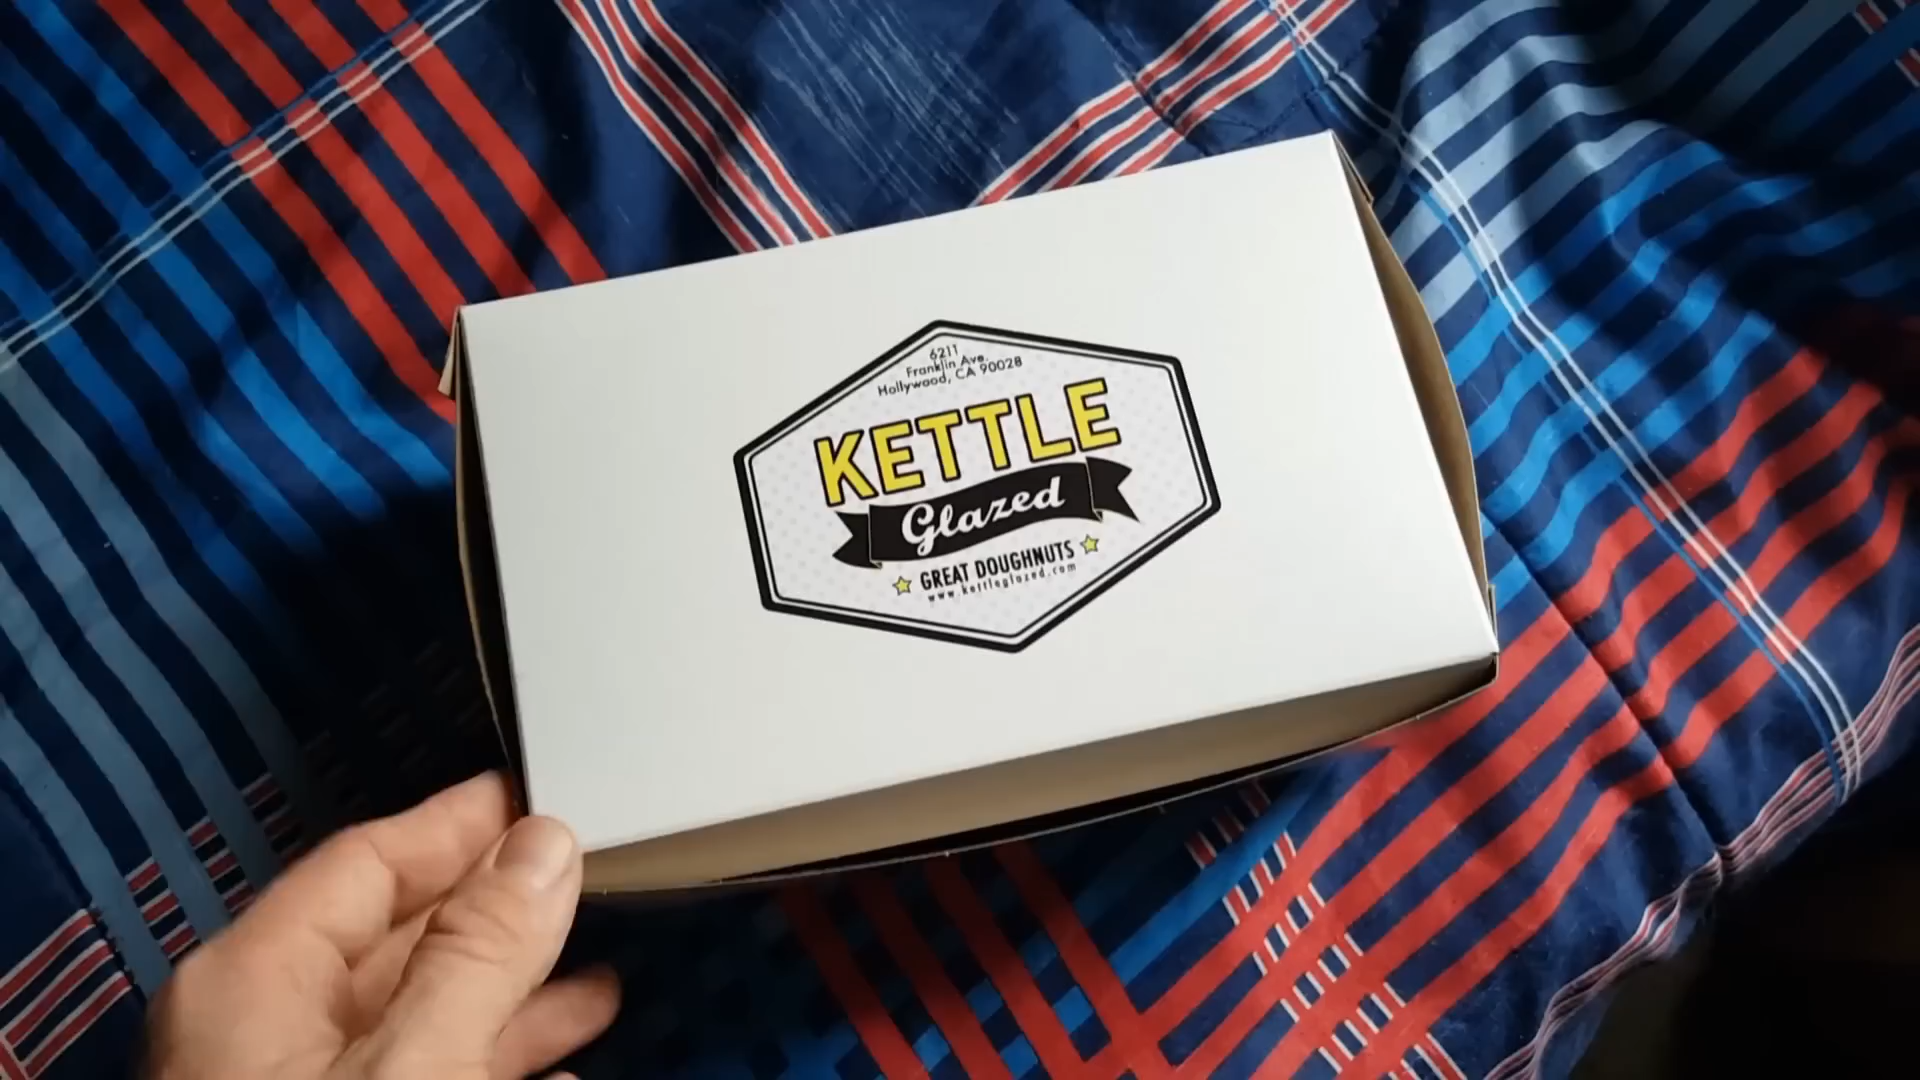 6211
Franklin Ave.
Hollywood, CA 90028
KETTLE
Glazed
GREAT DOUGHNUTS
www.kettleglazed.com